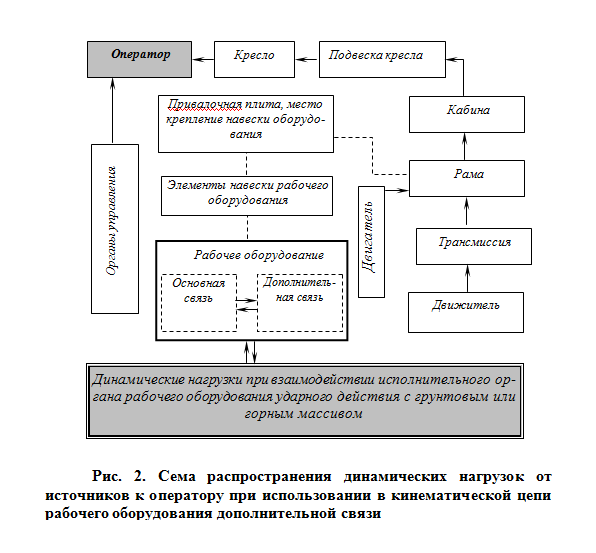 Оператор
Кресло
Подвеска кресла
Привалочная плита, место
крепление навески оборудо-
вания
Кабина
Органы управления
Элементы навески рабочего
оборудования
Двигатель
Рама
Рабочее оборудование
Основная
связь
Дополнитель-
ная связь
Трансмиссия
Движитель
Динамические нагрузки при взаимодействии исполнительного ор-
гана рабочего оборудования ударного действия с грунтовым или
горным массивом
Рис. 2. Сема распространения динамических нагрузок от
источников к оператору при использовании в кинематической цепи
рабочего оборудования дополнительной связи